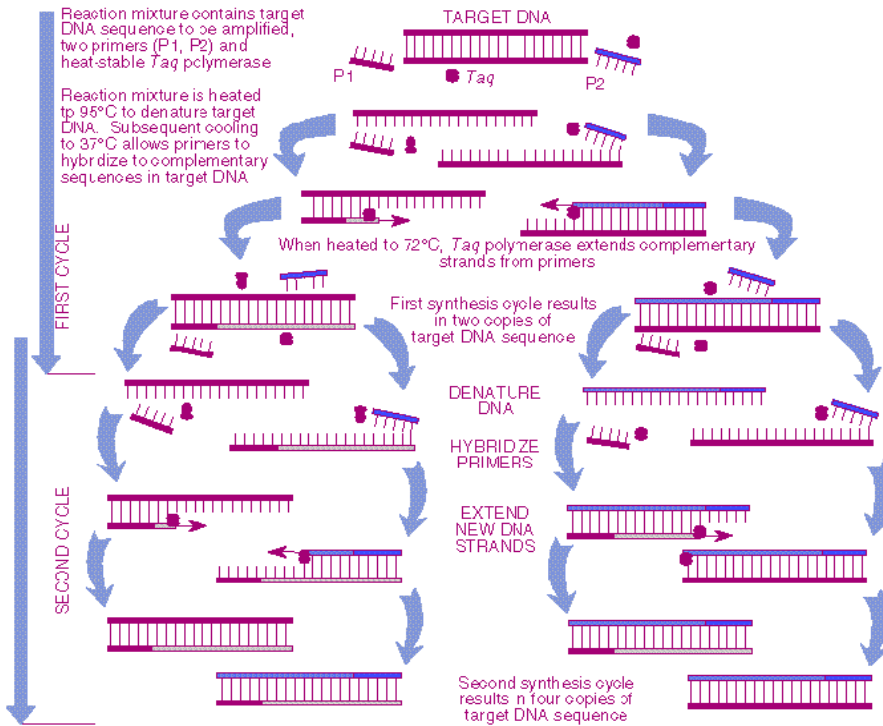 Reaction mixture contains target
DNA sequence to be amplified,
two primers (P1, P2) and
heat-stable Taq polymerase
TARGET DNA
P1
Taq
P2
Reaction mixture is heated
tp 95°C to denature target
DNA. Subsequent cooling
to 37°C allows primers to
hybridize to complementary
sequences in target DNA
When heated to 72°C, Taq polymerase extends complementary
strands from primers
FIRST CYCLE
First synthesis cycle results
in two copies of
target DNA sequence
DENATURE
DNA
HYBRIDIZE
PRIMERS
SECOND CYCLE
EXTEND
NEW DNA
STRANDS
Second synthesis cycle
results in four copies of
target DNA sequence